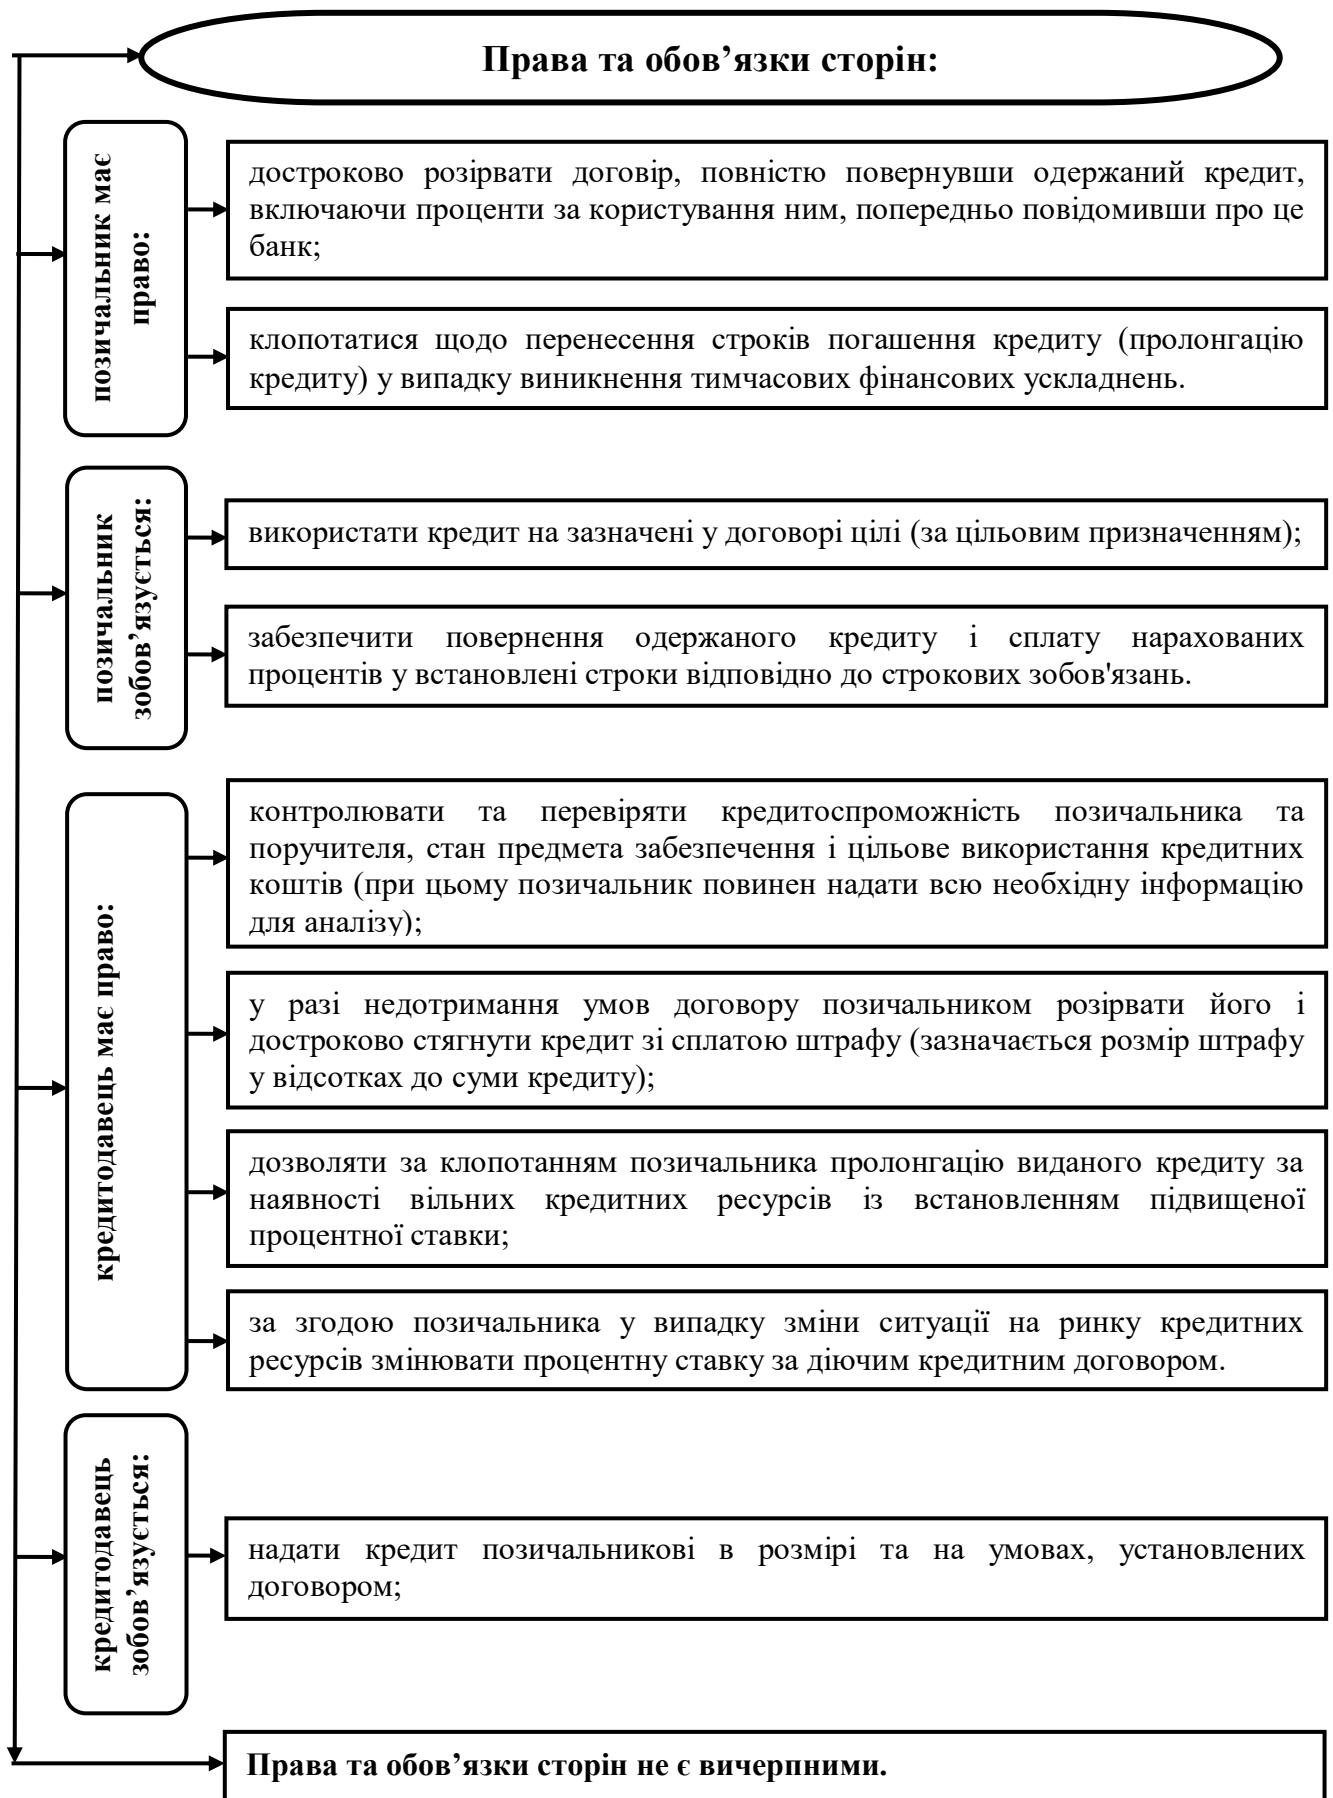 Права та обов’язки сторін:
позичальник має
право:
достроково розірвати договір, повністю повернувши одержаний кредит,
включаючи проценти за користування ним, попередньо повідомивши про це
банк;
клопотатися щодо перенесення строків погашення кредиту (пролонгацію
кредиту) у випадку виникнення тимчасових фінансових ускладнень.
позичальник
зобов’язується:
використати кредит на зазначені у договорі цілі (за цільовим призначенням);
забезпечити повернення одержаного кредиту і сплату нарахованих
процентів у встановлені строки відповідно до строкових зобов'язань.
кредитодавець має право:
контролювати та перевіряти кредитоспроможність позичальника та
поручителя, стан предмета забезпечення і цільове використання кредитних
коштів (при цьому позичальник повинен надати всю необхідну інформацію
для аналізу);
у разі недотримання умов договору позичальником розірвати його і
достроково стягнути кредит зі сплатою штрафу (зазначається розмір штрафу
у відсотках до суми кредиту);
дозволяти за клопотанням позичальника пролонгацію виданого кредиту за
наявності вільних кредитних ресурсів із встановленням підвищеної
процентної ставки;
за згодою позичальника у випадку зміни ситуації на ринку кредитних
ресурсів змінювати процентну ставку за діючим кредитним договором.
кредитодавець
зобов’язується:
надати кредит позичальникові в розмірі та на умовах, установлених
договором;
Права та обов’язки сторін не є вичерпними.